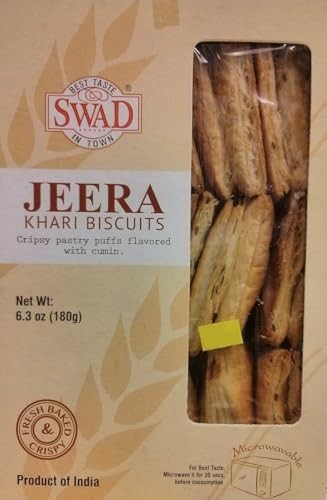 BEST TASTE
®
SWAD
IN TOWN
JEERA
KHARI BISCUITS
Cripsy pastry puffs flavored
with cumin.
Net Wt:
6.3 oz (180g)
FRESH BAKED
&
CRISPY
Product of India
Microwavable
For Best Taste,
Microwave it for 30 secs,
before consumption.